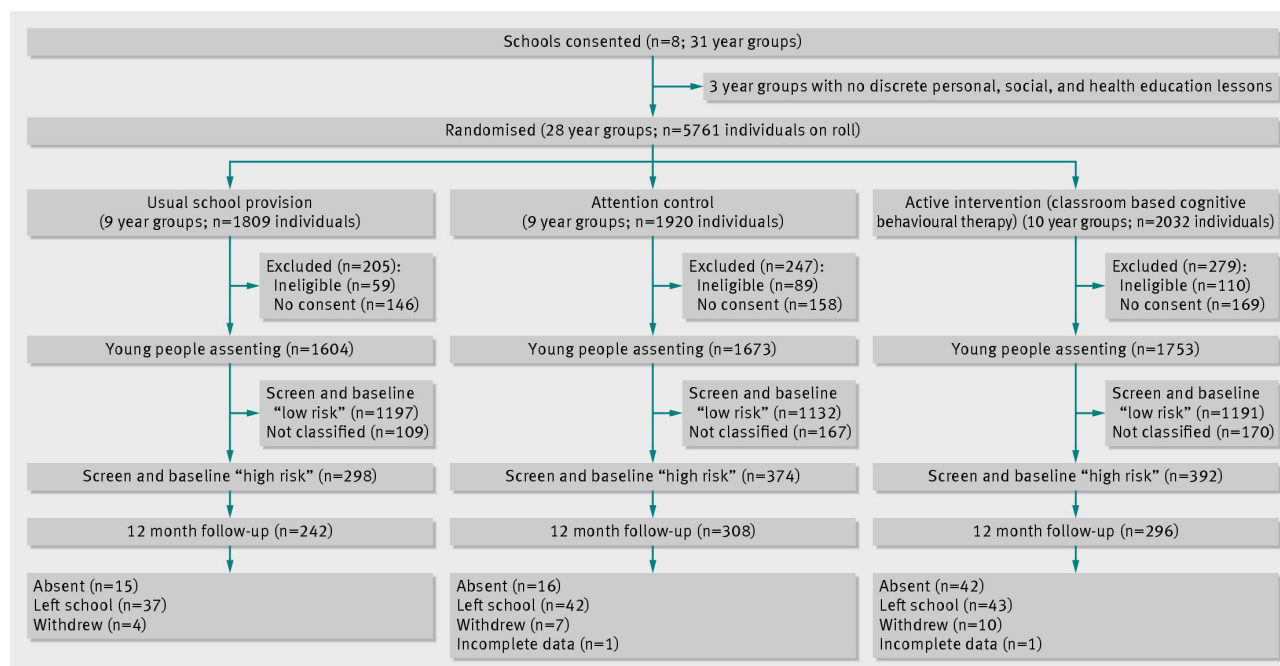 Schools consented (n=8; 31 year groups)
3 year groups with no discrete personal, social, and health education lessons
Randomised (28 year groups; n=5761 individuals on roll)
Usual school provision
(9 year groups; n=1809 individuals)
Attention control
(9 year groups; n=1920 individuals)
Active intervention (classroom based cognitive
behavioural therapy) (10 year groups; n=2032 individuals)
Excluded (n=205):
Ineligible (n=59)
No consent (n=146)
Excluded (n=247):
Ineligible (n=89)
No consent (n=158)
Excluded (n=279):
Ineligible (n=110)
No consent (n=169)
Young people assenting (n=1604)
Young people assenting (n=1673)
Young people assenting (n=1753)
Screen and baseline
“low risk” (n=1197)
Not classified (n=109)
Screen and baseline
“low risk” (n=1132)
Not classified (n=167)
Screen and baseline
“low risk” (n=1191)
Not classified (n=170)
Screen and baseline “high risk” (n=298)
Screen and baseline “high risk” (n=374)
Screen and baseline “high risk” (n=392)
12 month follow-up (n=242)
12 month follow-up (n=308)
12 month follow-up (n=296)
Absent (n=15)
Left school (n=37)
Withdrew (n=4)
Absent (n=16)
Left school (n=42)
Withdrew (n=7)
Incomplete data (n=1)
Absent (n=42)
Left school (n=43)
Withdrew (n=10)
Incomplete data (n=1)